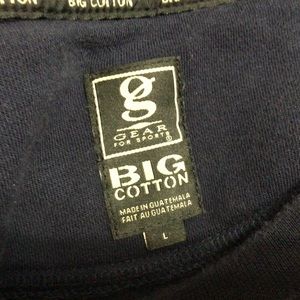 BIG COTTON
g
GEAR
FOR SPORTS®
BIG
COTTON
MADE IN GUATEMALA
FAIT AU GUATEMALA
L